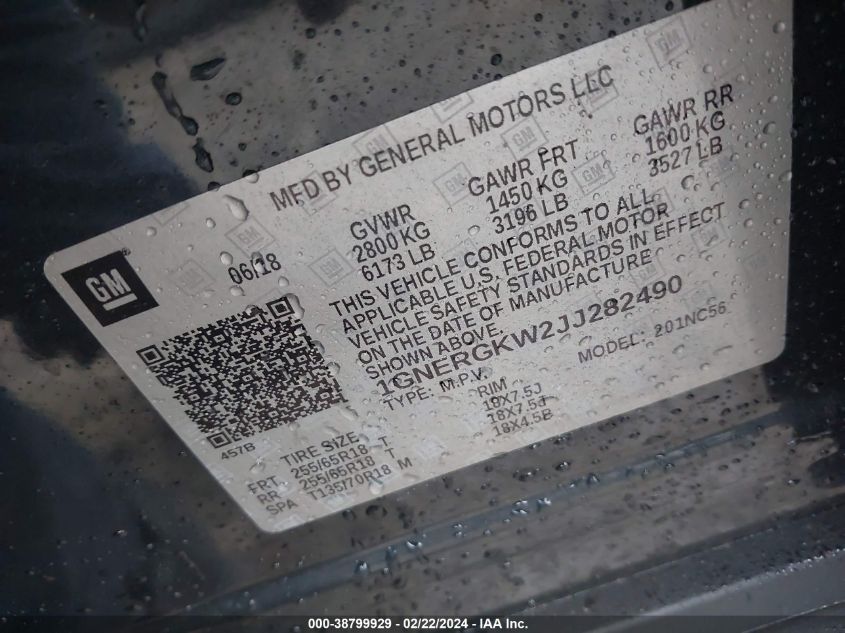 MFD BY GENERAL MOTORS LLC
GM
06/18
GVWR GAWR FRT GAWR RR
2800 KG 1450 KG 1600 KG
6173 LB 3196 LB 3527 LB
THIS VEHICLE CONFORMS TO ALL
APPLICABLE U.S. FEDERAL MOTOR
VEHICLE SAFETY STANDARDS IN EFFECT
ON THE DATE OF MANUFACTURE
SHOWN ABOVE.
1GNERGKW2JJ282490
TYPE: M.P.V. MODEL: 201NC56
457B
TIRE SIZE RIM
FRT 255/65R18 T 18X7.5J
RR 255/65R18 T 18X7.5J
SPA T135/70R18 M 18X4.5B
000-38799929 - 02/22/2024 - IAA Inc.